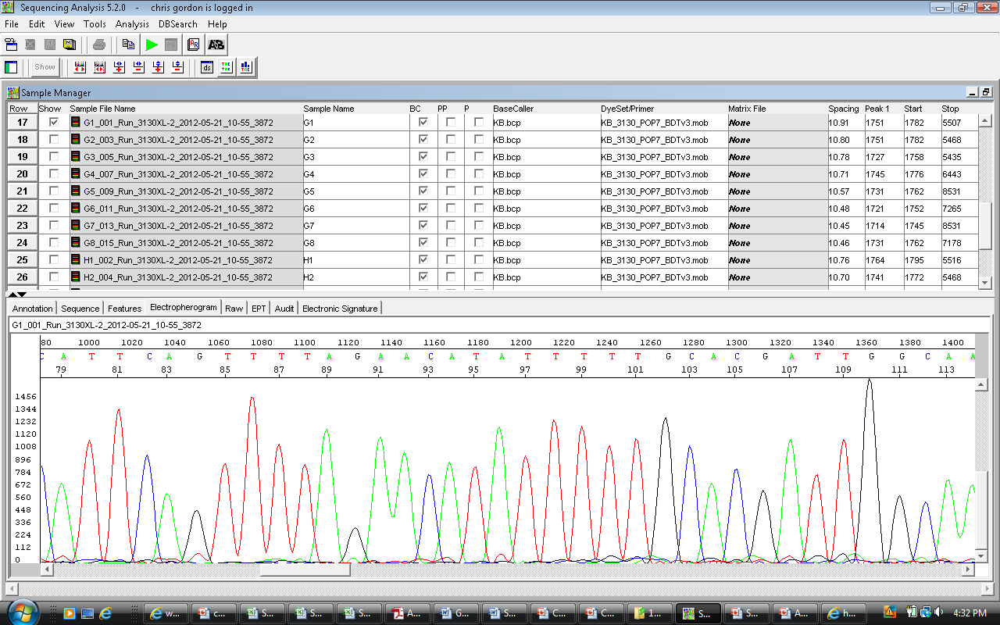 Sequencing Analysis 5.2.0 - chris gordon is logged in
File Edit View Tools Analysis DBSearch Help
Show ds
Sample Manager
Row Show Sample File Name Sample Name BC PP P BaseCaller DyeSet/Primer Matrix File Spacing Peak 1 Start Stop
17 G1_001_Run_3130XL-2_2012-05-21_10-55_3872 G1 KB.bcp KB_3130_POP7_BDTv3.mob None 10.91 1751 1782 5507
18 G2_003_Run_3130XL-2_2012-05-21_10-55_3872 G2 KB.bcp KB_3130_POP7_BDTv3.mob None 10.80 1751 1782 5468
19 G3_005_Run_3130XL-2_2012-05-21_10-55_3872 G3 KB.bcp KB_3130_POP7_BDTv3.mob None 10.78 1727 1758 5435
20 G4_007_Run_3130XL-2_2012-05-21_10-55_3872 G4 KB.bcp KB_3130_POP7_BDTv3.mob None 10.71 1745 1776 6443
21 G5_009_Run_3130XL-2_2012-05-21_10-55_3872 G5 KB.bcp KB_3130_POP7_BDTv3.mob None 10.57 1731 1762 8531
22 G6_011_Run_3130XL-2_2012-05-21_10-55_3872 G6 KB.bcp KB_3130_POP7_BDTv3.mob None 10.48 1721 1752 7265
23 G7_013_Run_3130XL-2_2012-05-21_10-55_3872 G7 KB.bcp KB_3130_POP7_BDTv3.mob None 10.45 1714 1745 8531
24 G8_015_Run_3130XL-2_2012-05-21_10-55_3872 G8 KB.bcp KB_3130_POP7_BDTv3.mob None 10.46 1731 1762 7178
25 H1_002_Run_3130XL-2_2012-05-21_10-55_3872 H1 KB.bcp KB_3130_POP7_BDTv3.mob None 10.76 1764 1795 5516
26 H2_004_Run_3130XL-2_2012-05-21_10-55_3872 H2 KB.bcp KB_3130_POP7_BDTv3.mob None 10.70 1741 1772 5468
Annotation Sequence Features Electropherogram Raw EPT Audit Electronic Signature
G1_001_Run_3130XL-2_2012-05-21_10-55_3872
80 1000 1020 1040 1060 1080 1100 1120 1140 1160 1180 1200 1220 1240 1260 1280 1300 1320 1340 1360 1380 1400
C A T T C A G T T T T A G A A C A T A T T T T T G C A C G A T T G G C A A
79 81 83 85 87 89 91 93 95 97 99 101 103 105 107 109 111 113
1456
1344
1232
1120
1008
896
784
672
560
448
336
224
112
0
w... c... S... S... S... A... G... S... C... C... 1... S... S... A... h... 4:32 PM